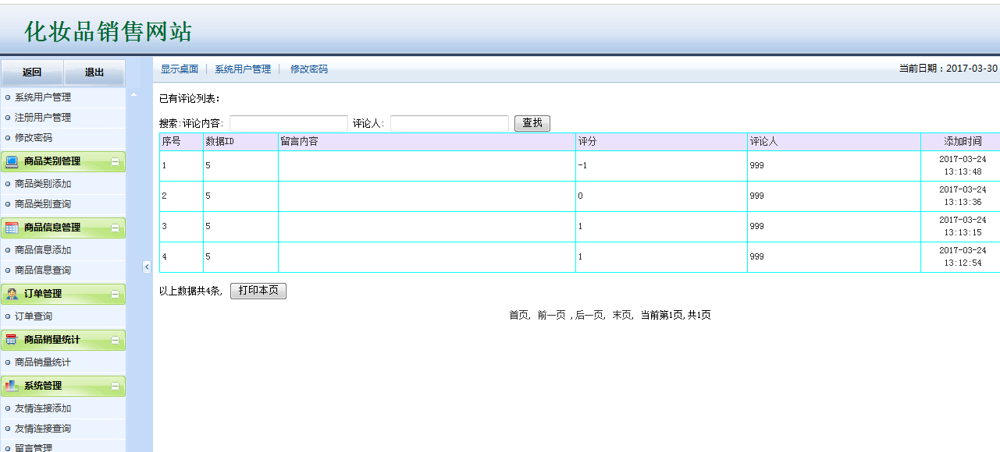 化妆品销售网站
返回 退出
显示桌面 系统用户管理 修改密码 当前日期：2017-03-30
系统用户管理
注册用户管理
修改密码
商品类别管理
商品类别添加
商品类别查询
商品信息管理
商品信息添加
商品信息查询
订单管理
订单查询
商品销量统计
商品销量统计
系统管理
友情连接添加
友情连接查询
留言管理
已有评论列表：
搜索:评论内容: 评论人: 查找
序号 数据ID 留言内容 评分 评论人 添加时间
1 5 -1 999 2017-03-24 13:13:48
2 5 0 999 2017-03-24 13:13:36
3 5 1 999 2017-03-24 13:13:15
4 5 1 999 2017-03-24 13:12:54
以上数据共4条, 打印本页
首页, 前一页 ,后一页, 末页, 当前第1页,共1页